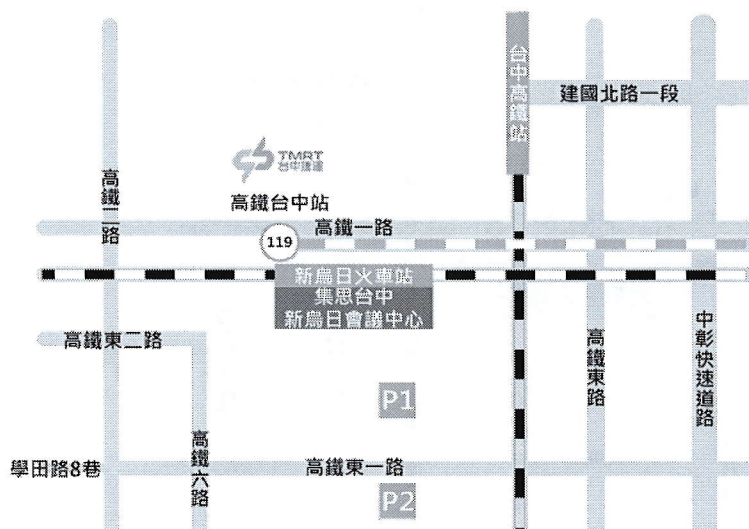 台中高鐵站
建國北路一段
TMRT
台中捷運
高鐵二路
高鐵台中站
高鐵一路
119
新烏日火車站
集思台中
新烏日會議中心
高鐵東二路
高鐵東路
中彰快速道路
P1
高鐵六路
學田路8巷
高鐵東一路
P2